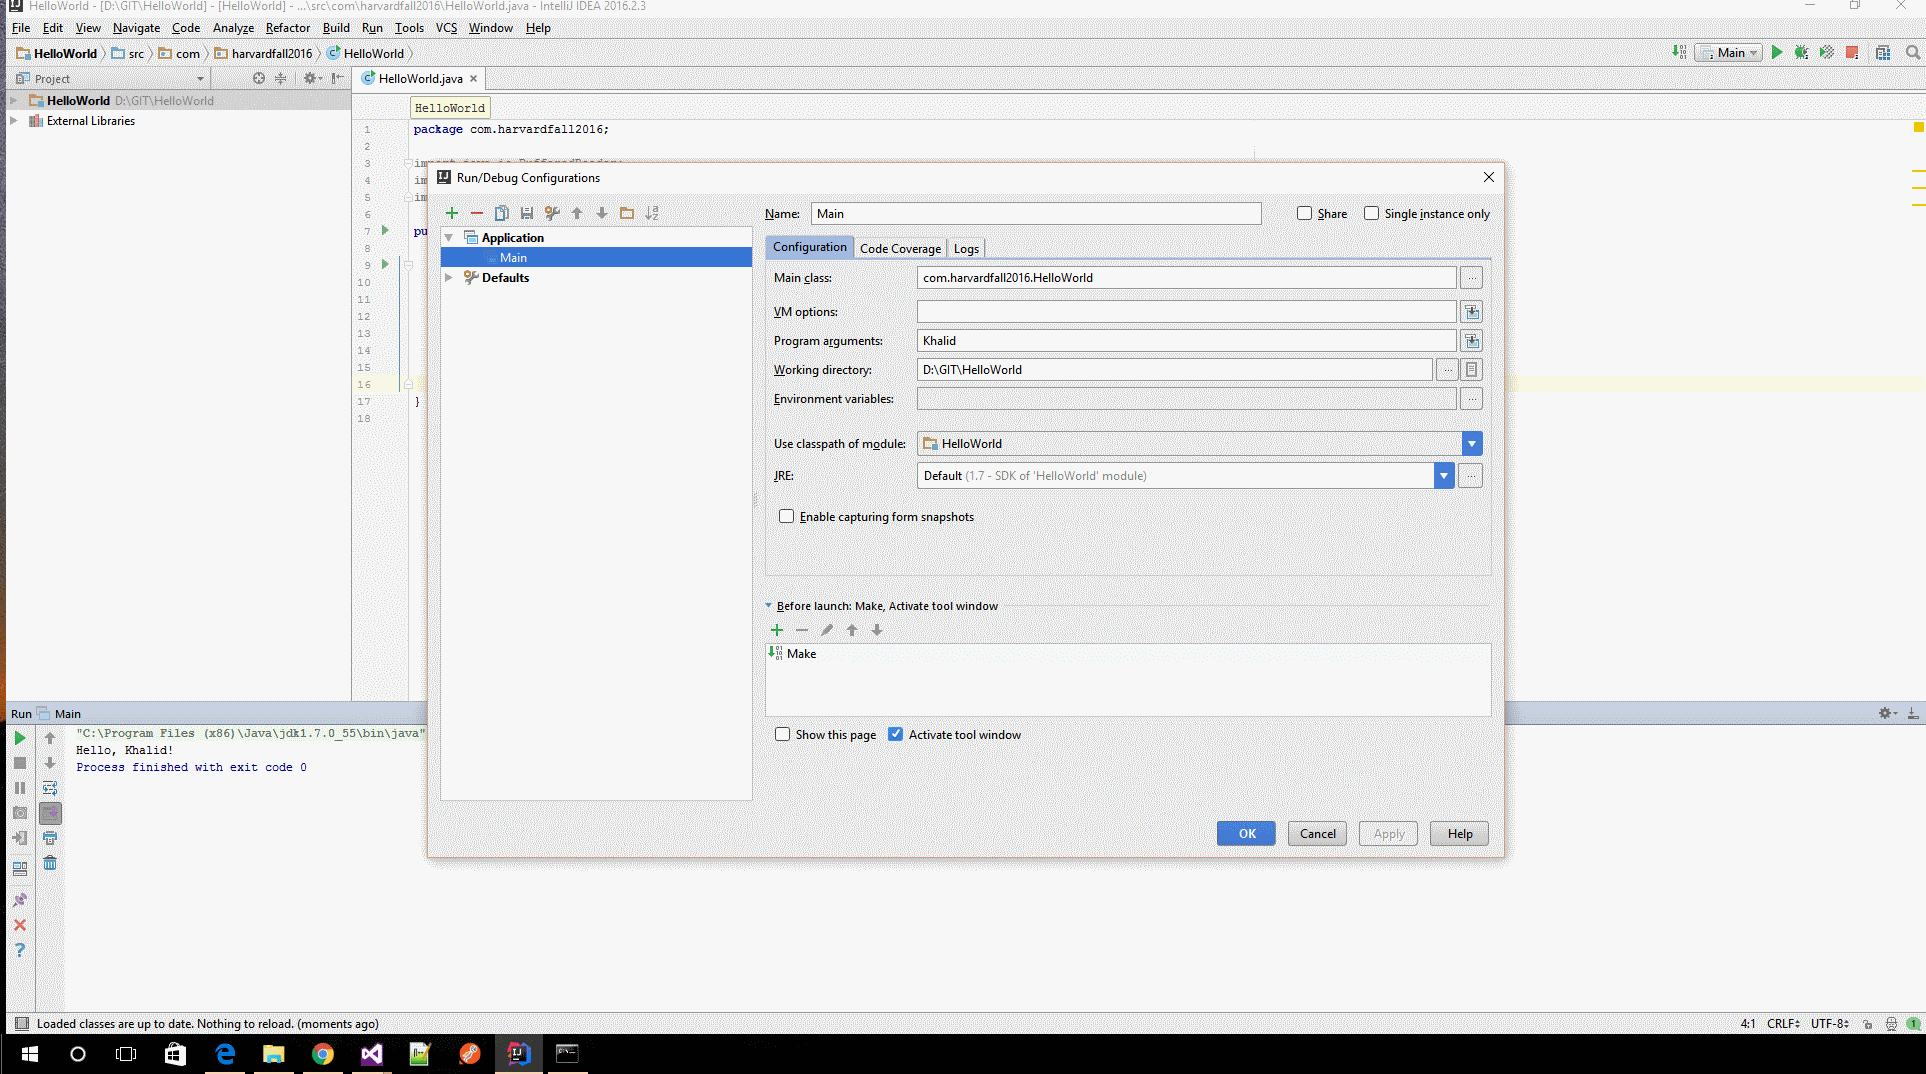 HelloWorld - [D:\GIT\HelloWorld] - [HelloWorld] - ...\src\com\harvardfall2016\HelloWorld.java - IntelliJ IDEA 2016.2.3
File Edit View Navigate Code Analyze Refactor Build Run Tools VCS Window Help
HelloWorld src com harvardfall2016 HelloWorld Main
Project HelloWorld.java
HelloWorld D:\GIT\HelloWorld
External Libraries
HelloWorld
1 package com.harvardfall2016;
2
3
4 im
5 im
6
7 pu
8
9
10
11
12
13
14
15
16
17 }
18
Run/Debug Configurations
Application
Main
Defaults
Name: Main Share Single instance only
Configuration Code Coverage Logs
Main class: com.harvardfall2016.HelloWorld ...
VM options:
Program arguments: Khalid
Working directory: D:\GIT\HelloWorld ...
Environment variables: ...
Use classpath of module: HelloWorld
JRE: Default (1.7 - SDK of 'HelloWorld' module) ...
Enable capturing form snapshots
Before launch: Make, Activate tool window
Make
Show this page Activate tool window
OK Cancel Apply Help
Run Main
"C:\Program Files (x86)\Java\jdk1.7.0_55\bin\java"
Hello, Khalid!
Process finished with exit code 0
Loaded classes are up to date. Nothing to reload. (moments ago) 4:1 CRLF UTF-8 1